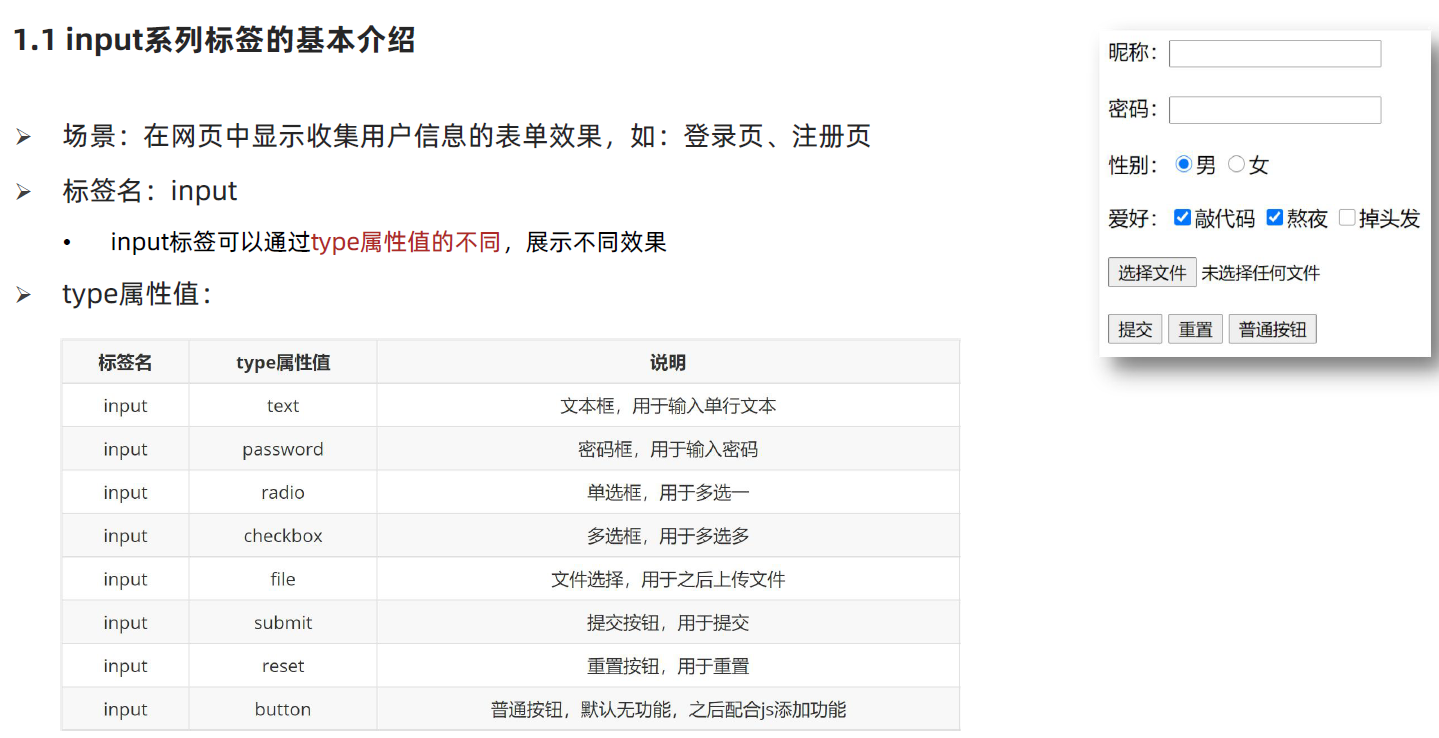 1.1 input系列标签的基本介绍
➢ 场景：在网页中显示收集用户信息的表单效果，如：登录页、注册页
➢ 标签名：input
• input标签可以通过type属性值的不同，展示不同效果
➢ type属性值：
标签名 type属性值 说明
input text 文本框，用于输入单行文本
input password 密码框，用于输入密码
input radio 单选框，用于多选一
input checkbox 多选框，用于多选多
input file 文件选择，用于之后上传文件
input submit 提交按钮，用于提交
input reset 重置按钮，用于重置
input button 普通按钮，默认无功能，之后配合js添加功能
昵称：
密码：
性别： 男 女
爱好： 敲代码 熬夜 掉头发
选择文件 未选择任何文件
提交 重置 普通按钮